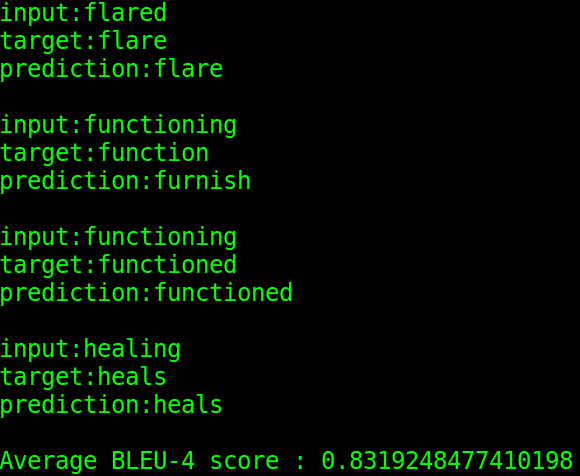 input:flared
target:flare
prediction:flare
input:functioning
target:function
prediction:furnish
input:functioning
target:functioned
prediction:functioned
input:healing
target:heals
prediction:heals
Average BLEU-4 score : 0.8319248477410198